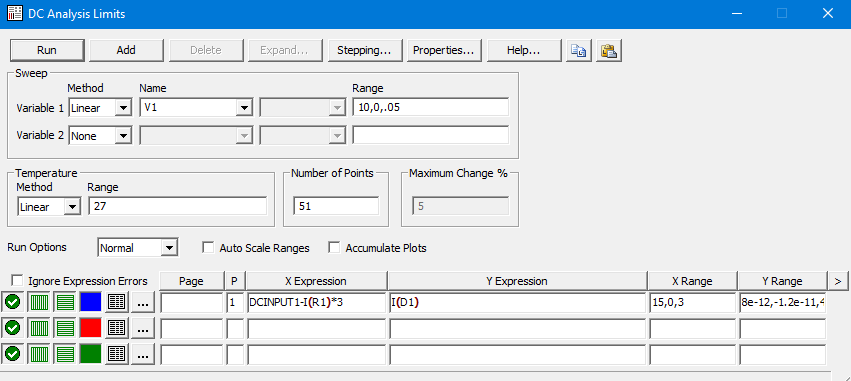 DC Analysis Limits
Run Add Delete Expand... Stepping... Properties... Help...
Sweep
Method Name Range
Variable 1 Linear V1 10,0,.05
Variable 2 None
Temperature Number of Points Maximum Change %
Method Range
Linear 27 51 5
Run Options Normal Auto Scale Ranges Accumulate Plots
Ignore Expression Errors Page P X Expression Y Expression X Range Y Range >
... 1 DCINPUT1-I(R1)*3 I(D1) 15,0,3 8e-12,-1.2e-11,4
...
...